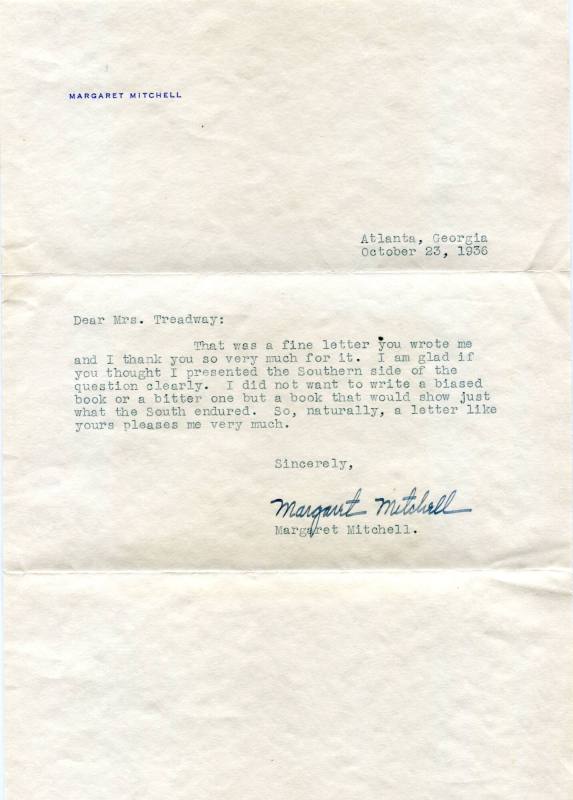 MARGARET MITCHELL
Atlanta, Georgia
October 23, 1936
Dear Mrs. Treadway:
That was a fine letter you wrote me
and I thank you so very much for it. I am glad if
you thought I presented the Southern side of the
question clearly. I did not want to write a biased
book or a bitter one but a book that would show just
what the South endured. So, naturally, a letter like
yours pleases me very much.
Sincerely,
Margaret Mitchell
Margaret Mitchell.